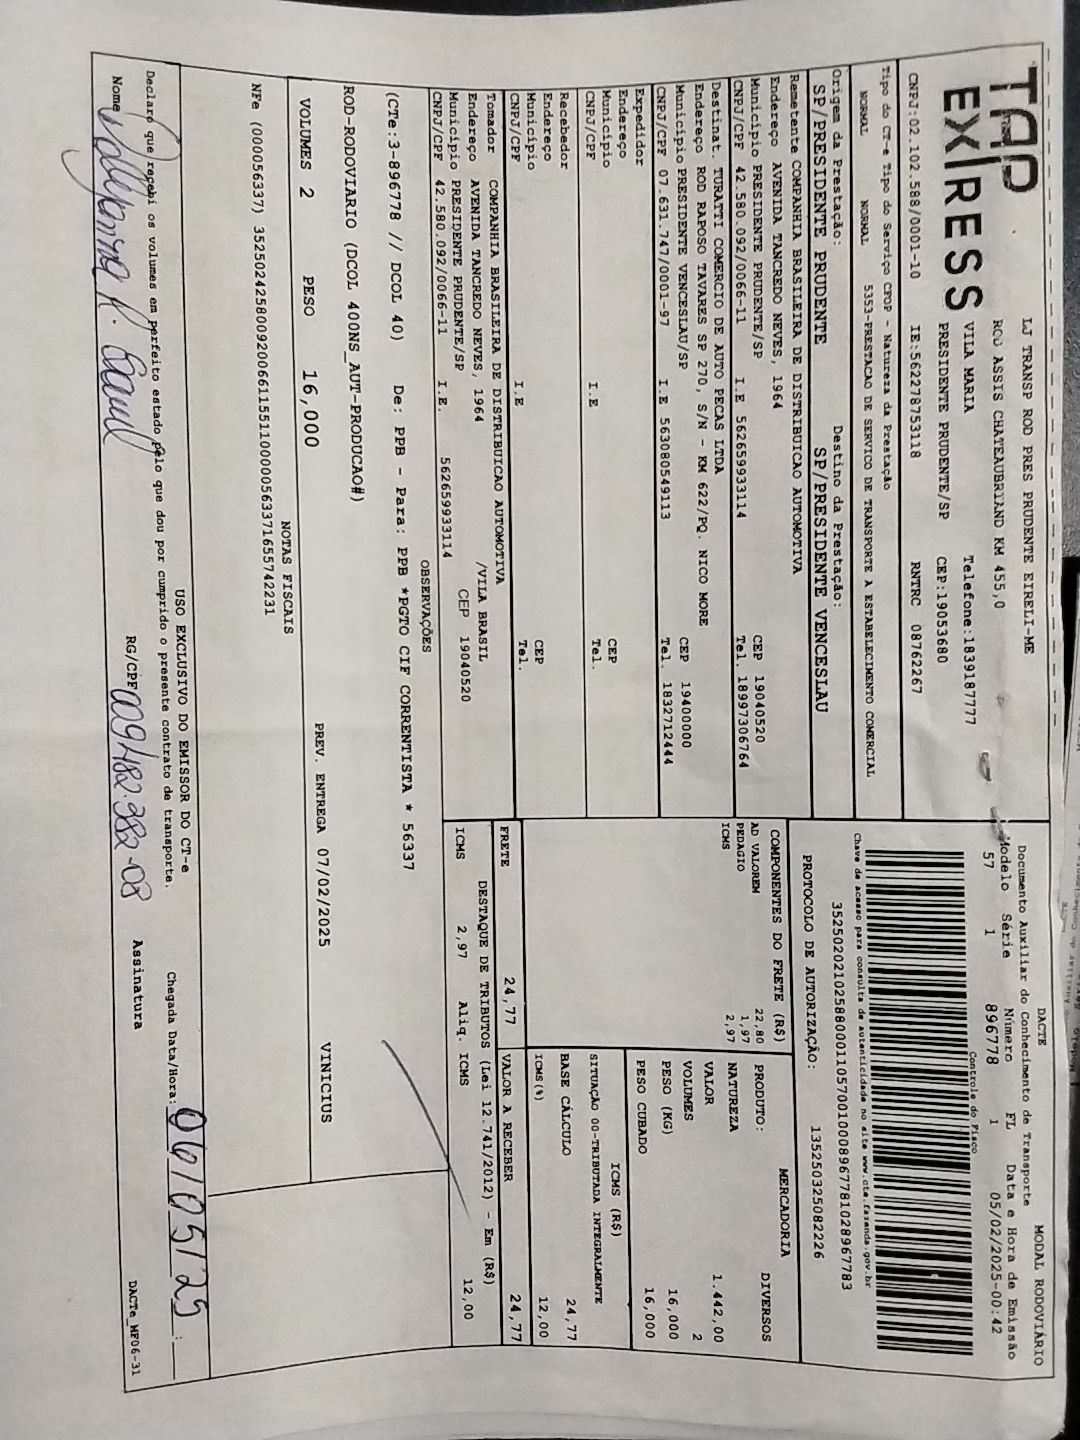 TAP
EXPRESS
LJ TRANSP ROD PRES PRUDENTE EIRELI-ME
ROD ASSIS CHATEAUBRIAND KM 455,0
VILA MARIA Telefone:1839187777
PRESIDENTE PRUDENTE/SP CEP:19053680
CNPJ:02.102.588/0001-10 IE:562278753118 RNTRC 08762267
DACTE MODAL RODOVIÁRIO
Documento Auxiliar do Conhecimento de Transporte
Modelo Série Número FL Data e Hora de Emissão
57 1 896778 1 05/02/2025-00:42
Controle do Fisco
Chave de acesso para consulta de autenticidade no site www.cte.fazenda.gov.br
35250202102588000110570010008967781028967783
PROTOCOLO DE AUTORIZAÇÃO: 135250325082226
Tipo do CT-e Tipo do Serviço CFOP - Natureza da Prestação
NORMAL NORMAL 5353-PRESTACAO DE SERVICO DE TRANSPORTE A ESTABELECIMENTO COMERCIAL
Origem da Prestação: Destino da Prestação:
SP/PRESIDENTE PRUDENTE SP/PRESIDENTE VENCESLAU
Remetente COMPANHIA BRASILEIRA DE DISTRIBUICAO AUTOMOTIVA
Endereço AVENIDA TANCREDO NEVES, 1964
Município PRESIDENTE PRUDENTE/SP CEP 19040520
CNPJ/CPF 42.580.092/0066-11 I.E 562659933114 Tel. 18997306764
Destinat. TURATTI COMERCIO DE AUTO PECAS LTDA
Endereço ROD RAPOSO TAVARES SP 270, S/N - KM 622/PQ. NICO MORE
Município PRESIDENTE VENCESLAU/SP CEP 19400000
CNPJ/CPF 07.631.747/0001-97 I.E 563080549113 Tel. 1832712444
Expedidor
Endereço
Município CEP
CNPJ/CPF I.E Tel.
Recebedor
Endereço
Município CEP
CNPJ/CPF I.E Tel.
Tomador COMPANHIA BRASILEIRA DE DISTRIBUICAO AUTOMOTIVA
Endereço AVENIDA TANCREDO NEVES, 1964 /VILA BRASIL
Município PRESIDENTE PRUDENTE/SP CEP 19040520
CNPJ/CPF 42.580.092/0066-11 I.E. 562659933114
COMPONENTES DO FRETE (R$)
AD VALOREM 22,80
PEDAGIO 1,97
ICMS 2,97
MERCADORIA
PRODUTO: DIVERSOS
NATUREZA
VALOR 1.442,00
VOLUMES 2
PESO (KG) 16,000
PESO CUBADO 16,000
ICMS (R$)
SITUAÇÃO 00-TRIBUTADA INTEGRALMENTE
BASE CÁLCULO 24,77
ICMS(%) 12,00
FRETE 24,77 VALOR A RECEBER 24,77
DESTAQUE DE TRIBUTOS (Lei 12.741/2012) - Em (R$)
ICMS 2,97 Aliq. ICMS 12,00
OBSERVAÇÕES
(CTe:3-896778 // DCOL 40) De: PPB - Para: PPB *PGTO CIF CORRENTISTA * 56337
ROD-RODOVIARIO (DCOL 400NS_AUT-PRODUCAO#)
VOLUMES 2 PESO 16,000 PREV. ENTREGA 07/02/2025 VINICIUS
NOTAS FISCAIS
NFe (000056337) 35250242580092006611551100000563371655742231
USO EXCLUSIVO DO EMISSOR DO CT-e
Declaro que recebi os volumes em perfeito estado pelo que dou por cumprido o presente contrato de transporte. Chegada Data/Hora: 06/05/25 :
Nome RG/CPF 009482.382-08 Assinatura
DACTe_MF06-31